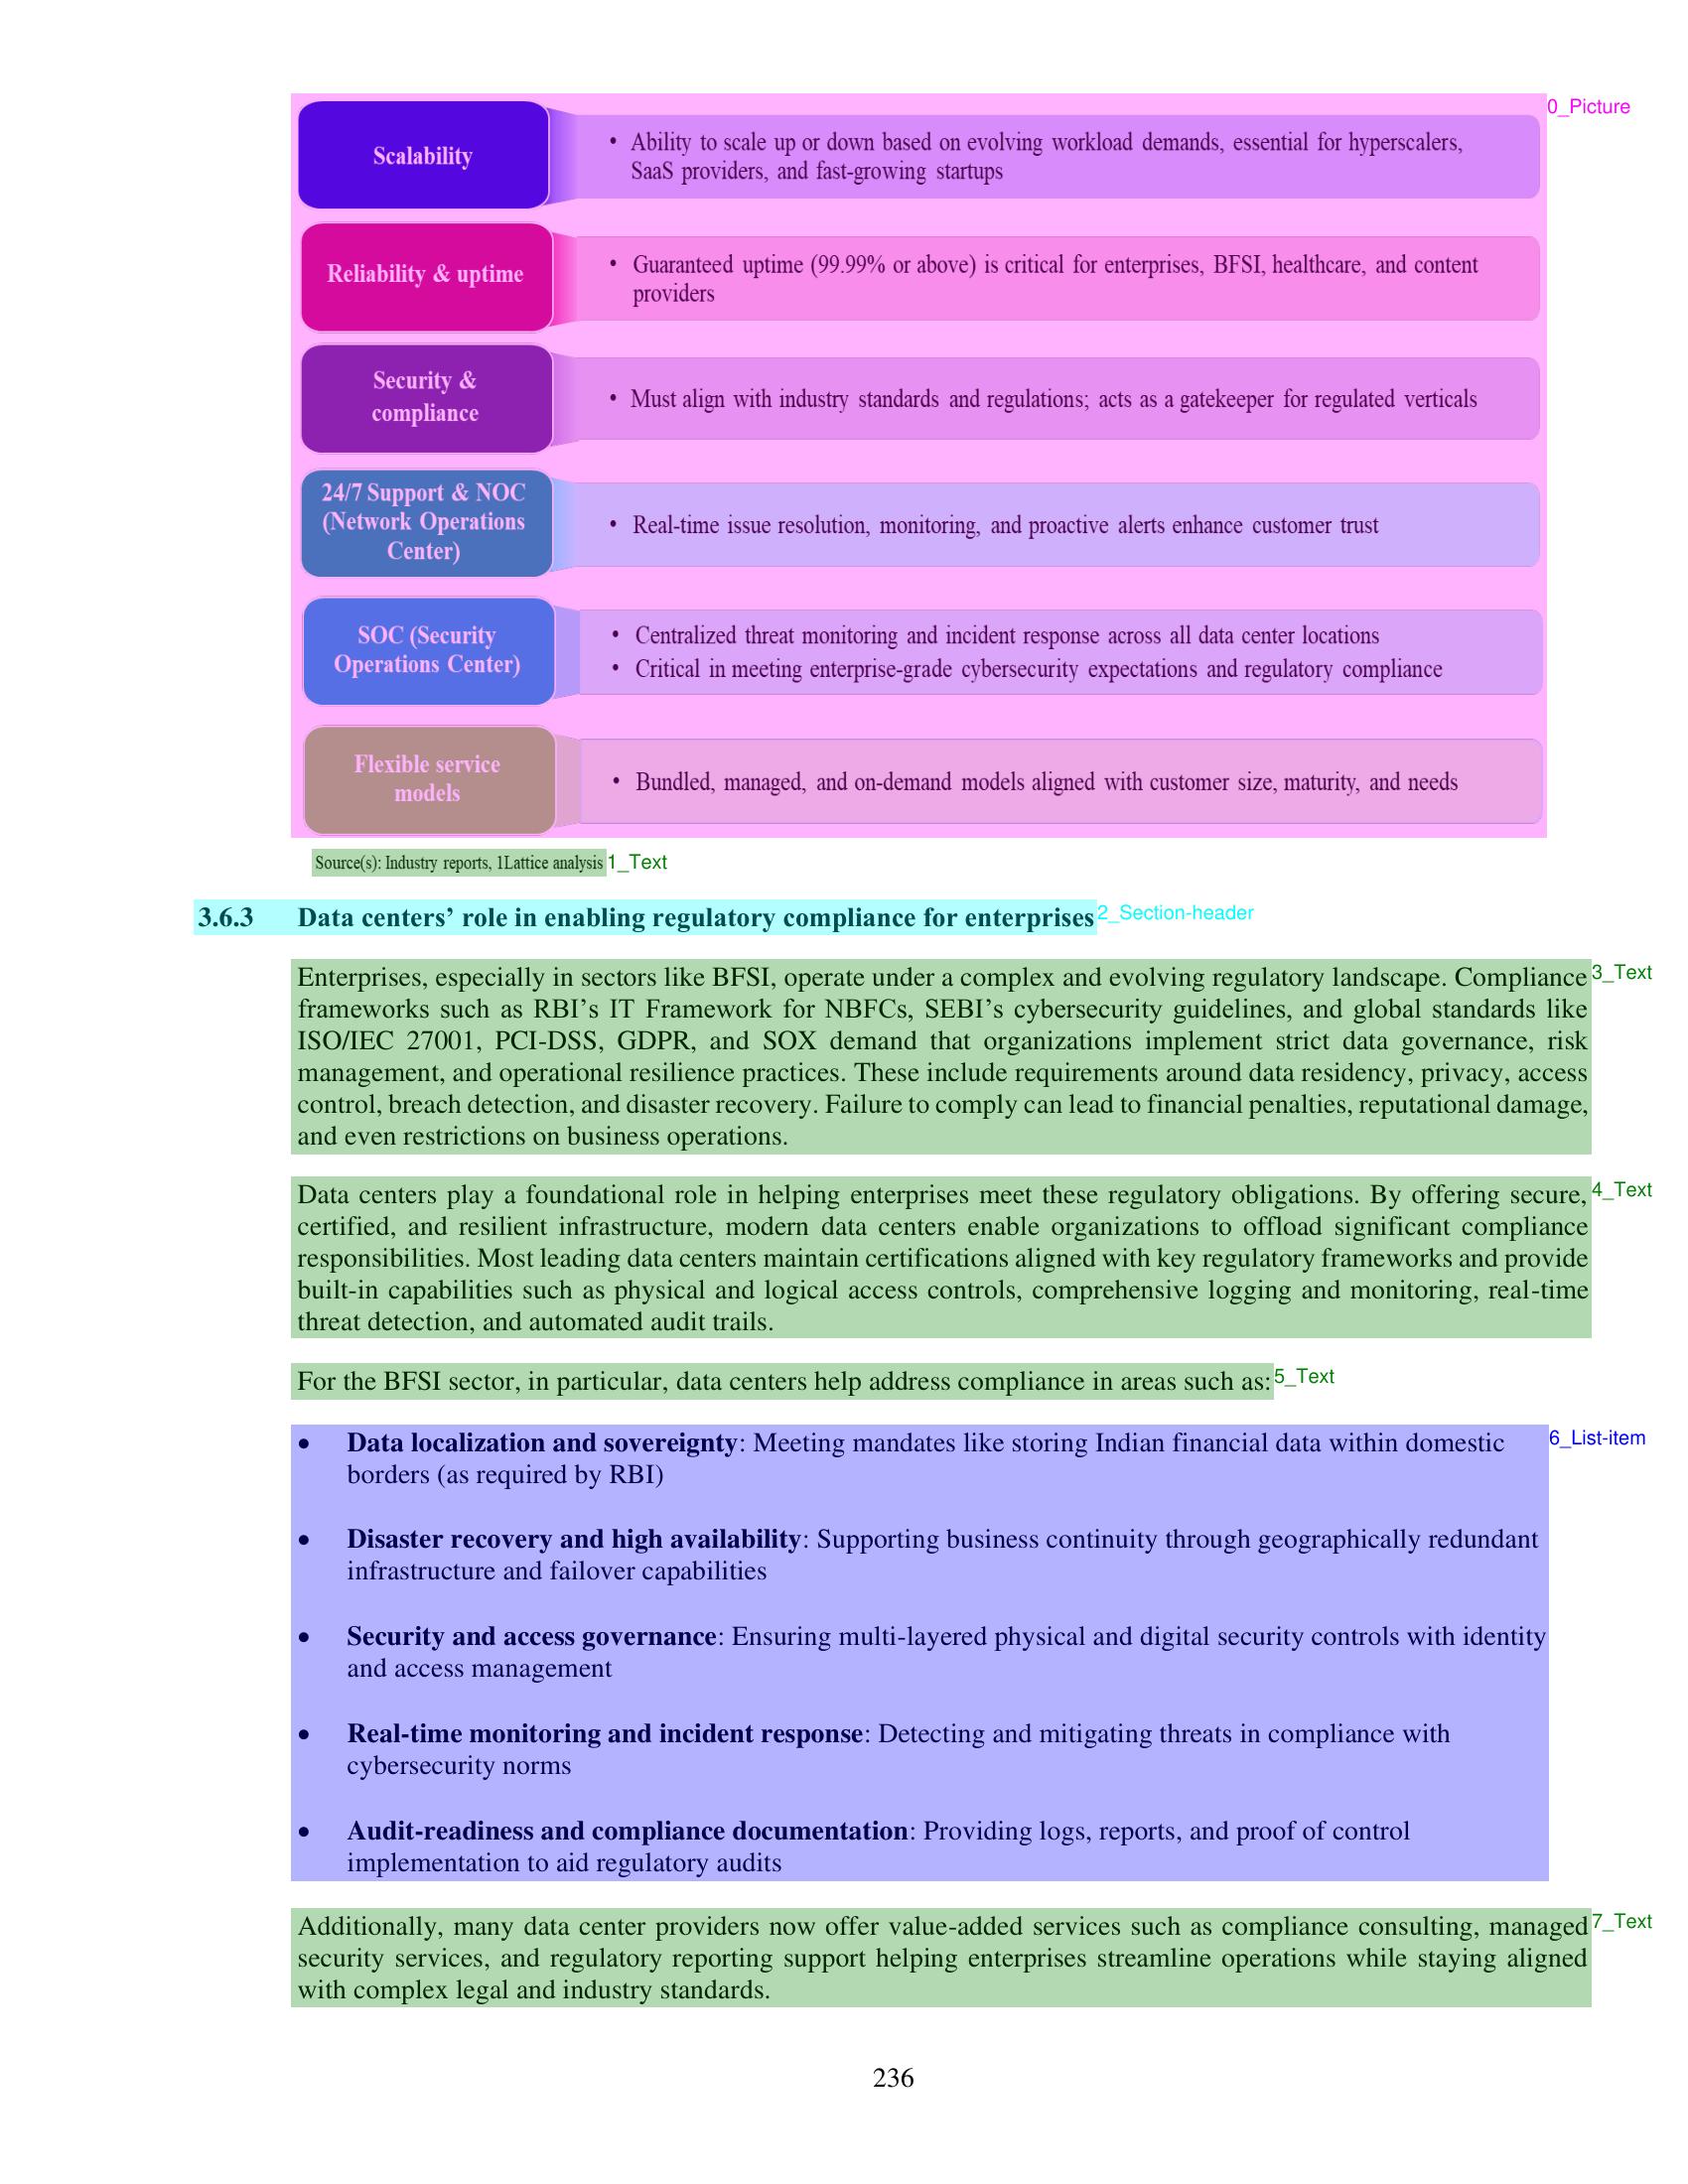 0_Picture
Scalability
• Ability to scale up or down based on evolving workload demands, essential for hyperscalers,
SaaS providers, and fast-growing startups
Reliability & uptime
• Guaranteed uptime (99.99% or above) is critical for enterprises, BFSI, healthcare, and content
providers
Security &
compliance
• Must align with industry standards and regulations; acts as a gatekeeper for regulated verticals
24/7 Support & NOC
(Network Operations
Center)
• Real-time issue resolution, monitoring, and proactive alerts enhance customer trust
SOC (Security
Operations Center)
• Centralized threat monitoring and incident response across all data center locations
• Critical in meeting enterprise-grade cybersecurity expectations and regulatory compliance
Flexible service
models
• Bundled, managed, and on-demand models aligned with customer size, maturity, and needs
Source(s): Industry reports, 1Lattice analysis 1_Text
3.6.3 Data centers’ role in enabling regulatory compliance for enterprises 2_Section-header
Enterprises, especially in sectors like BFSI, operate under a complex and evolving regulatory landscape. Compliance 3_Text
frameworks such as RBI’s IT Framework for NBFCs, SEBI’s cybersecurity guidelines, and global standards like
ISO/IEC 27001, PCI-DSS, GDPR, and SOX demand that organizations implement strict data governance, risk
management, and operational resilience practices. These include requirements around data residency, privacy, access
control, breach detection, and disaster recovery. Failure to comply can lead to financial penalties, reputational damage,
and even restrictions on business operations.
Data centers play a foundational role in helping enterprises meet these regulatory obligations. By offering secure, 4_Text
certified, and resilient infrastructure, modern data centers enable organizations to offload significant compliance
responsibilities. Most leading data centers maintain certifications aligned with key regulatory frameworks and provide
built-in capabilities such as physical and logical access controls, comprehensive logging and monitoring, real-time
threat detection, and automated audit trails.
For the BFSI sector, in particular, data centers help address compliance in areas such as: 5_Text
• Data localization and sovereignty: Meeting mandates like storing Indian financial data within domestic 6_List-item
borders (as required by RBI)
• Disaster recovery and high availability: Supporting business continuity through geographically redundant
infrastructure and failover capabilities
• Security and access governance: Ensuring multi-layered physical and digital security controls with identity
and access management
• Real-time monitoring and incident response: Detecting and mitigating threats in compliance with
cybersecurity norms
• Audit-readiness and compliance documentation: Providing logs, reports, and proof of control
implementation to aid regulatory audits
Additionally, many data center providers now offer value-added services such as compliance consulting, managed 7_Text
security services, and regulatory reporting support helping enterprises streamline operations while staying aligned
with complex legal and industry standards.
236